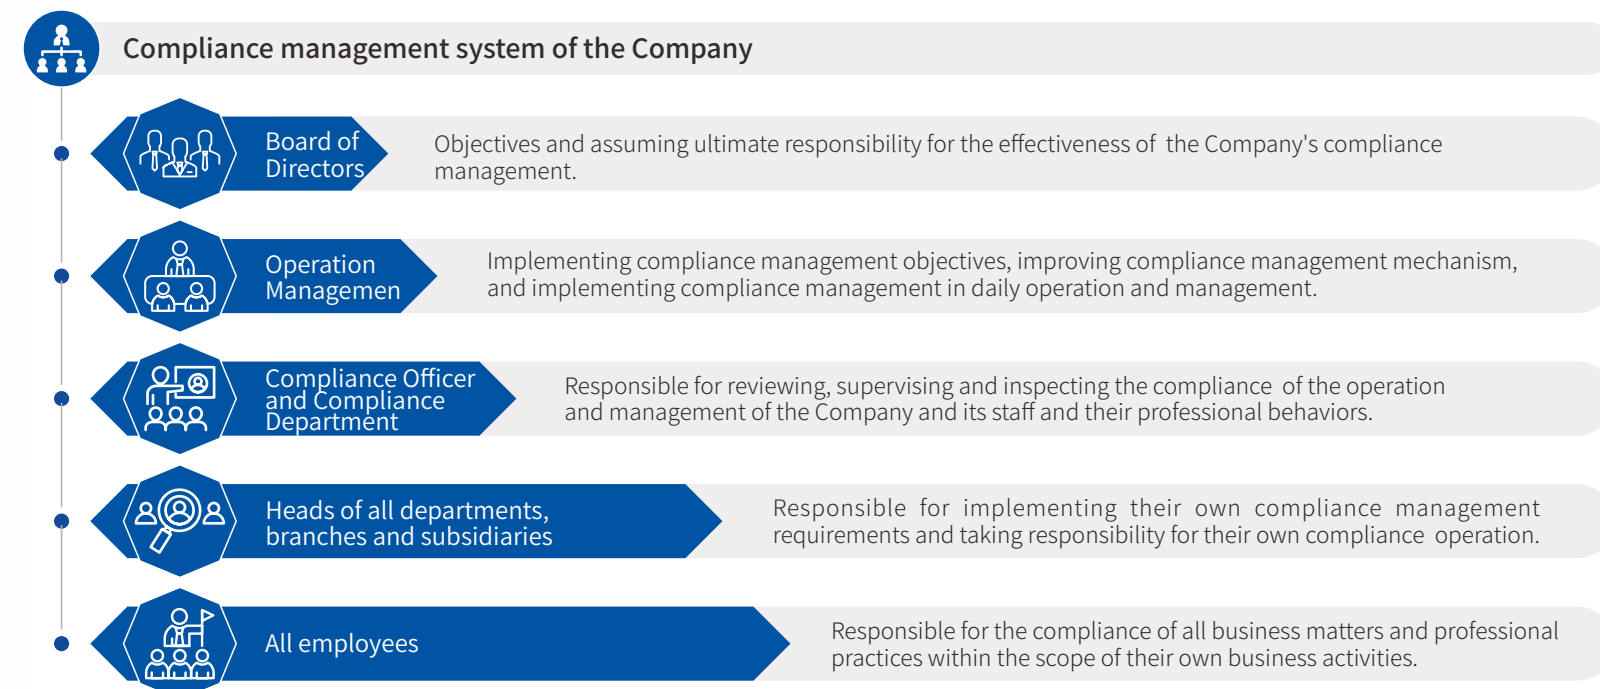 Compliance management system of the Company
Board of
Directors
Objectives and assuming ultimate responsibility for the effectiveness of the Company's compliance
management.
Operation
Managemen
Implementing compliance management objectives, improving compliance management mechanism,
and implementing compliance management in daily operation and management.
Compliance Officer
and Compliance
Department
Responsible for reviewing, supervising and inspecting the compliance of the operation
and management of the Company and its staff and their professional behaviors.
Heads of all departments,
branches and subsidiaries
Responsible for implementing their own compliance management
requirements and taking responsibility for their own compliance operation.
All employees
Responsible for the compliance of all business matters and professional
practices within the scope of their own business activities.